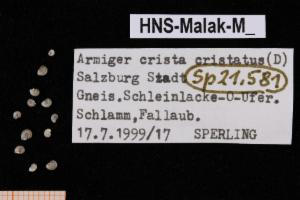 HNS-Malak-M_
Armiger crista cristatus(D)
Salzburg Stadt Sp21.581
Gneis.Schleinlacke-O-Ufer.
Schlamm,Fallaub.
17.7.1999/17 SPERLING